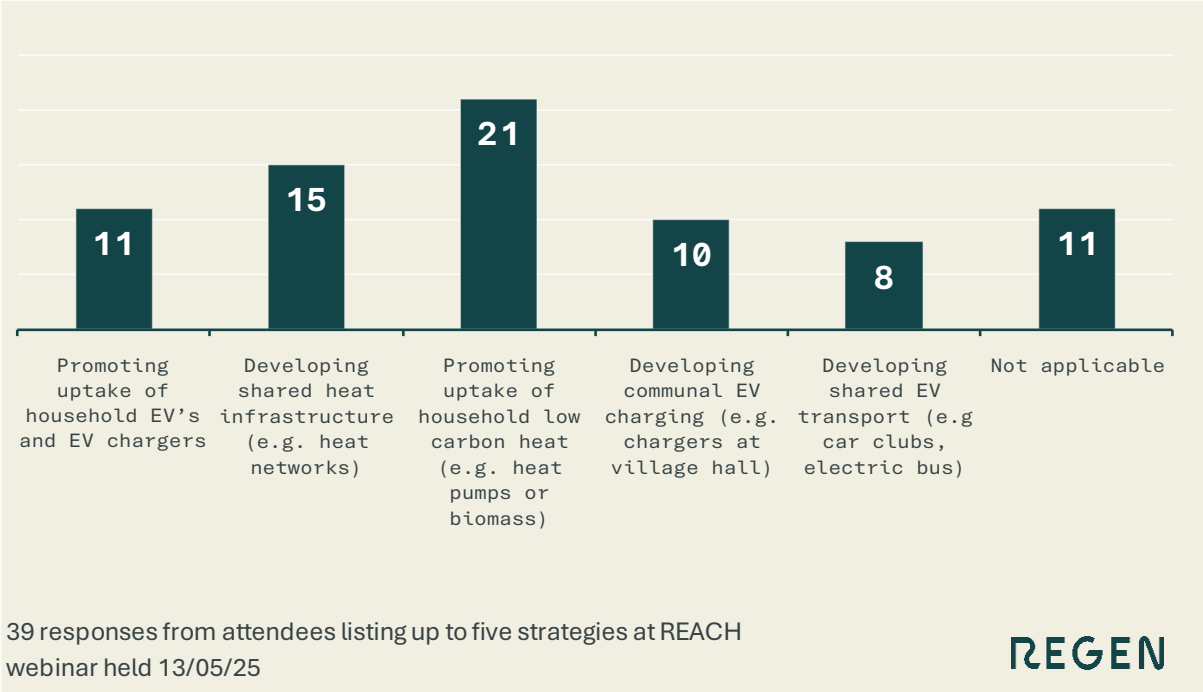 11
15
21
10
8
11
Promoting
uptake of
household EV’s
and EV chargers
Developing
shared heat
infrastructure
(e.g. heat
networks)
Promoting
uptake of
household low
carbon heat
(e.g. heat
pumps or
biomass)
Developing
communal EV
charging (e.g.
chargers at
village hall)
Developing
shared EV
transport (e.g
car clubs,
electric bus)
Not applicable
39 responses from attendees listing up to five strategies at REACH
webinar held 13/05/25
REGEN